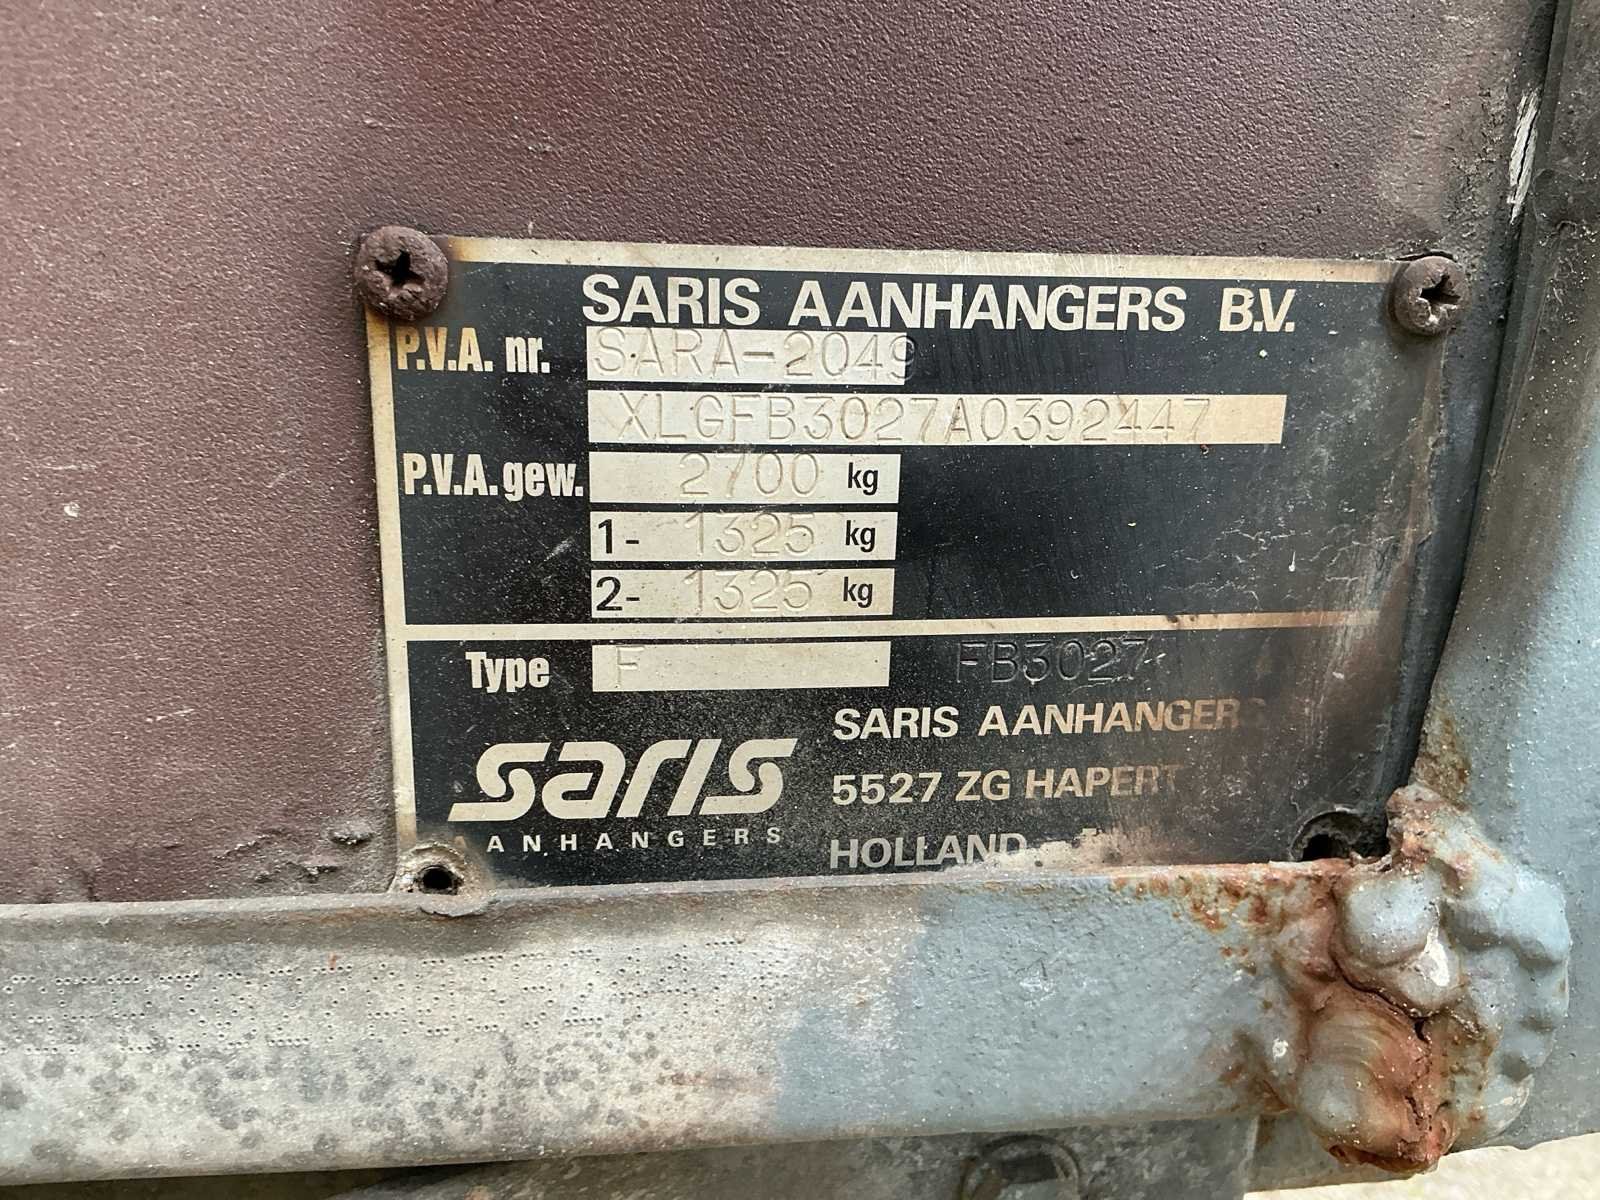 SARIS AANHANGERS B.V.
P.V.A. nr. SARA-2049
XLGFB3027A0392447
P.V.A. gew. 2700 kg
1- 1325 kg
2- 1325 kg
Type F FB3027
saris
AANHANGERS
SARIS AANHANGERS
5527 ZG HAPERT
HOLLAND